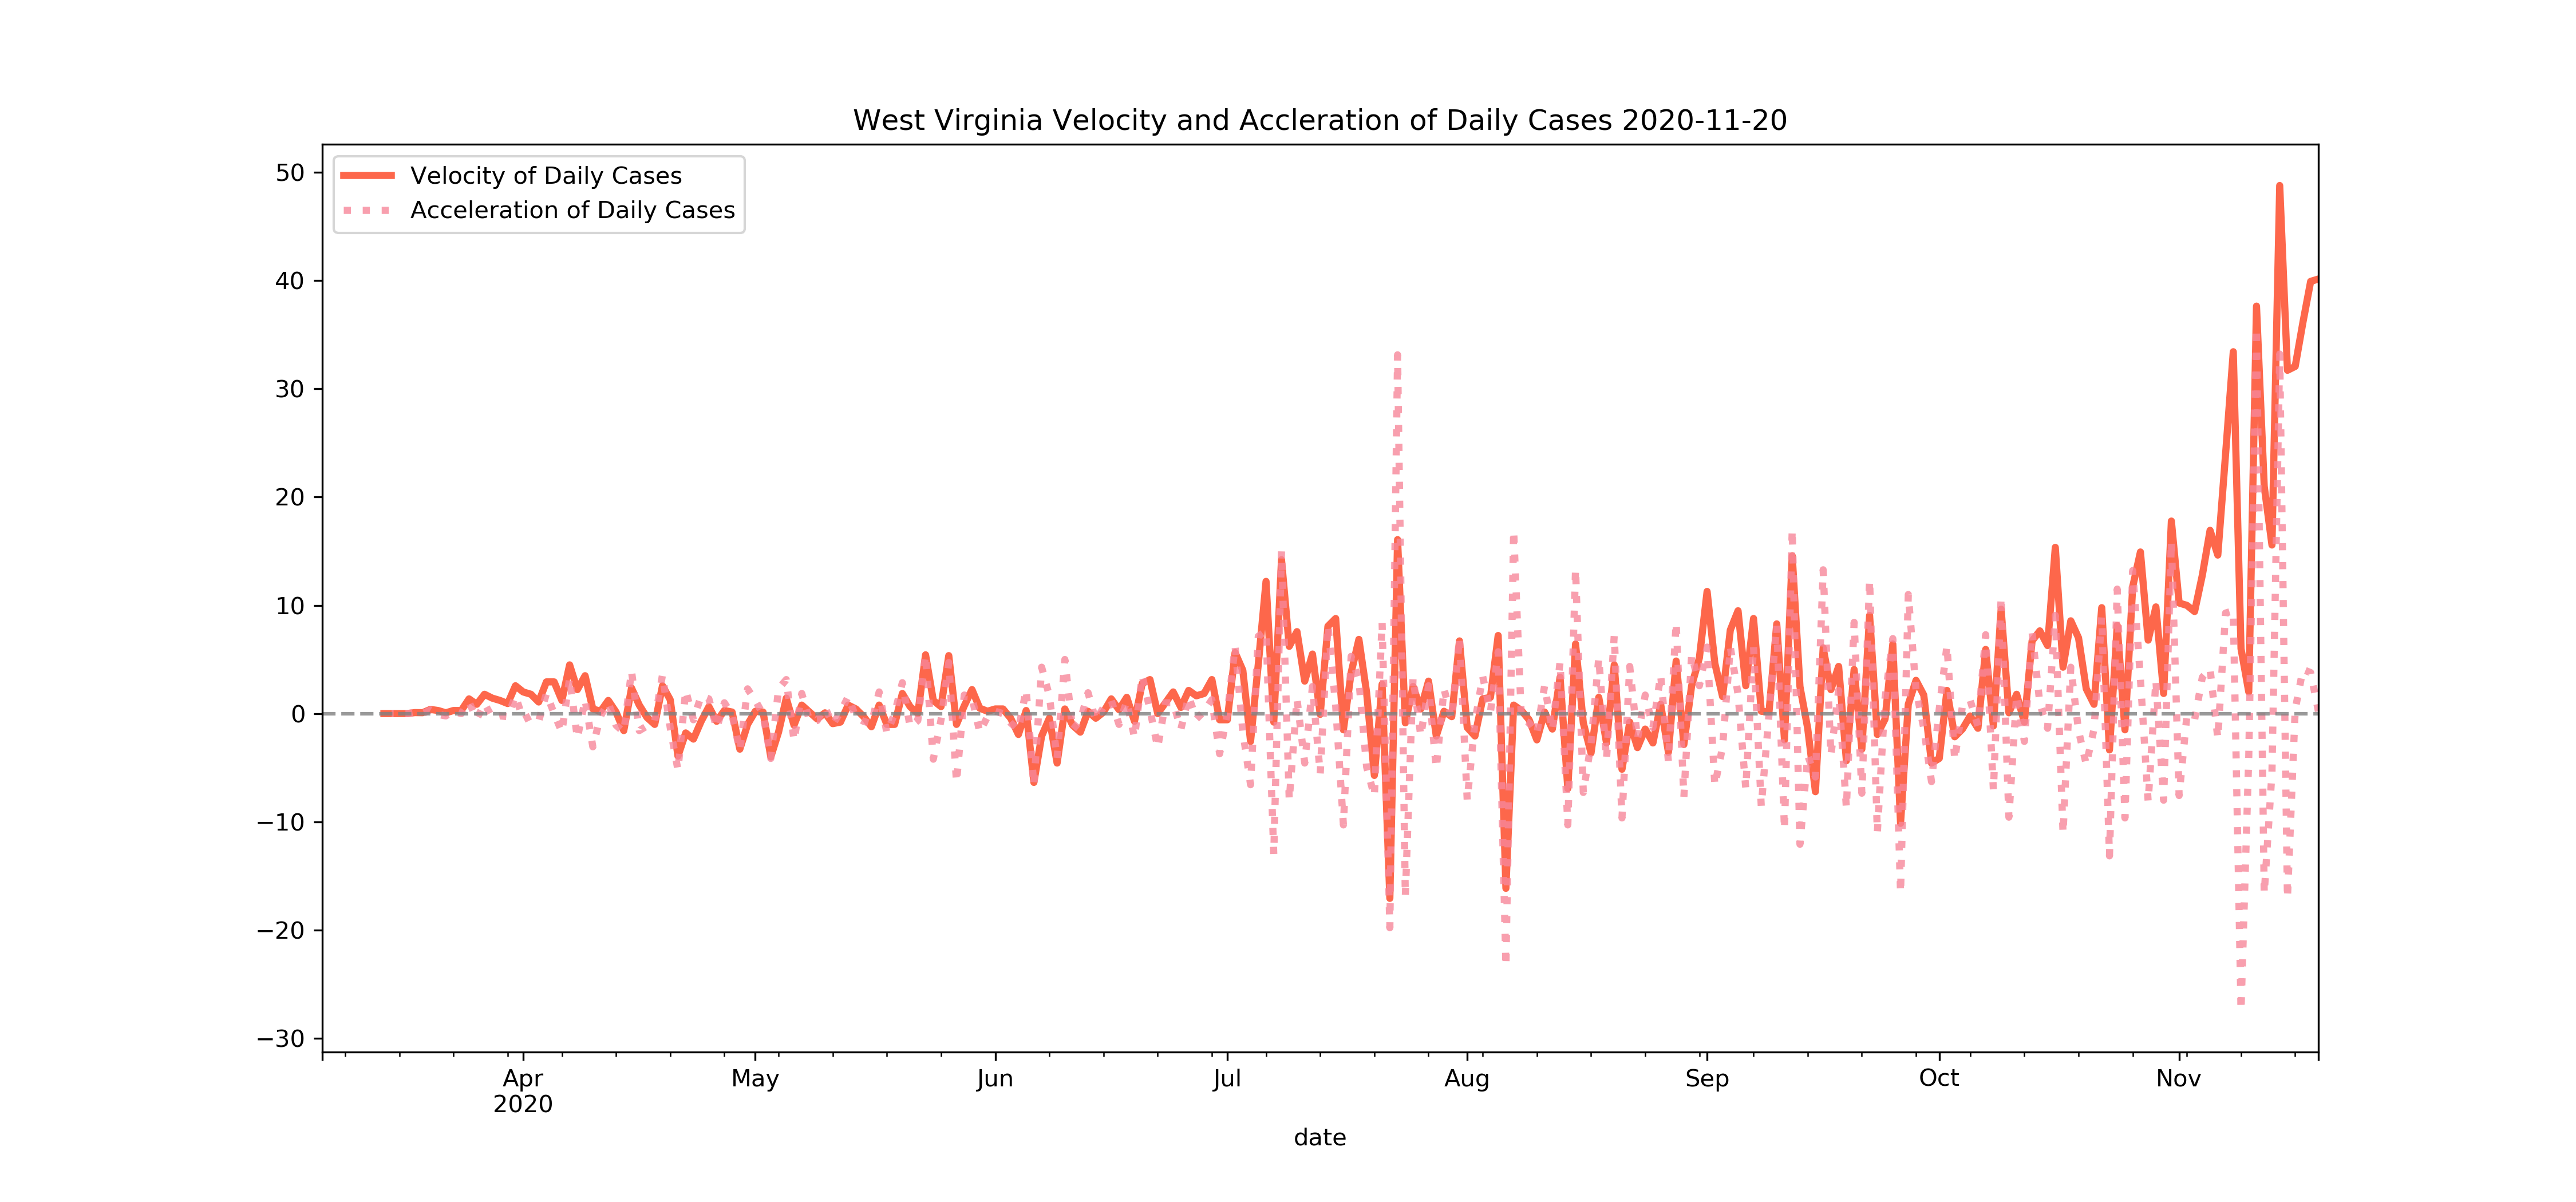 West Virginia Velocity and Accleration of Daily Cases 2020-11-20
Velocity of Daily Cases
Acceleration of Daily Cases
50
40
30
20
10
0
−10
−20
−30
Apr
2020
May
Jun
Jul
Aug
Sep
Oct
Nov
date